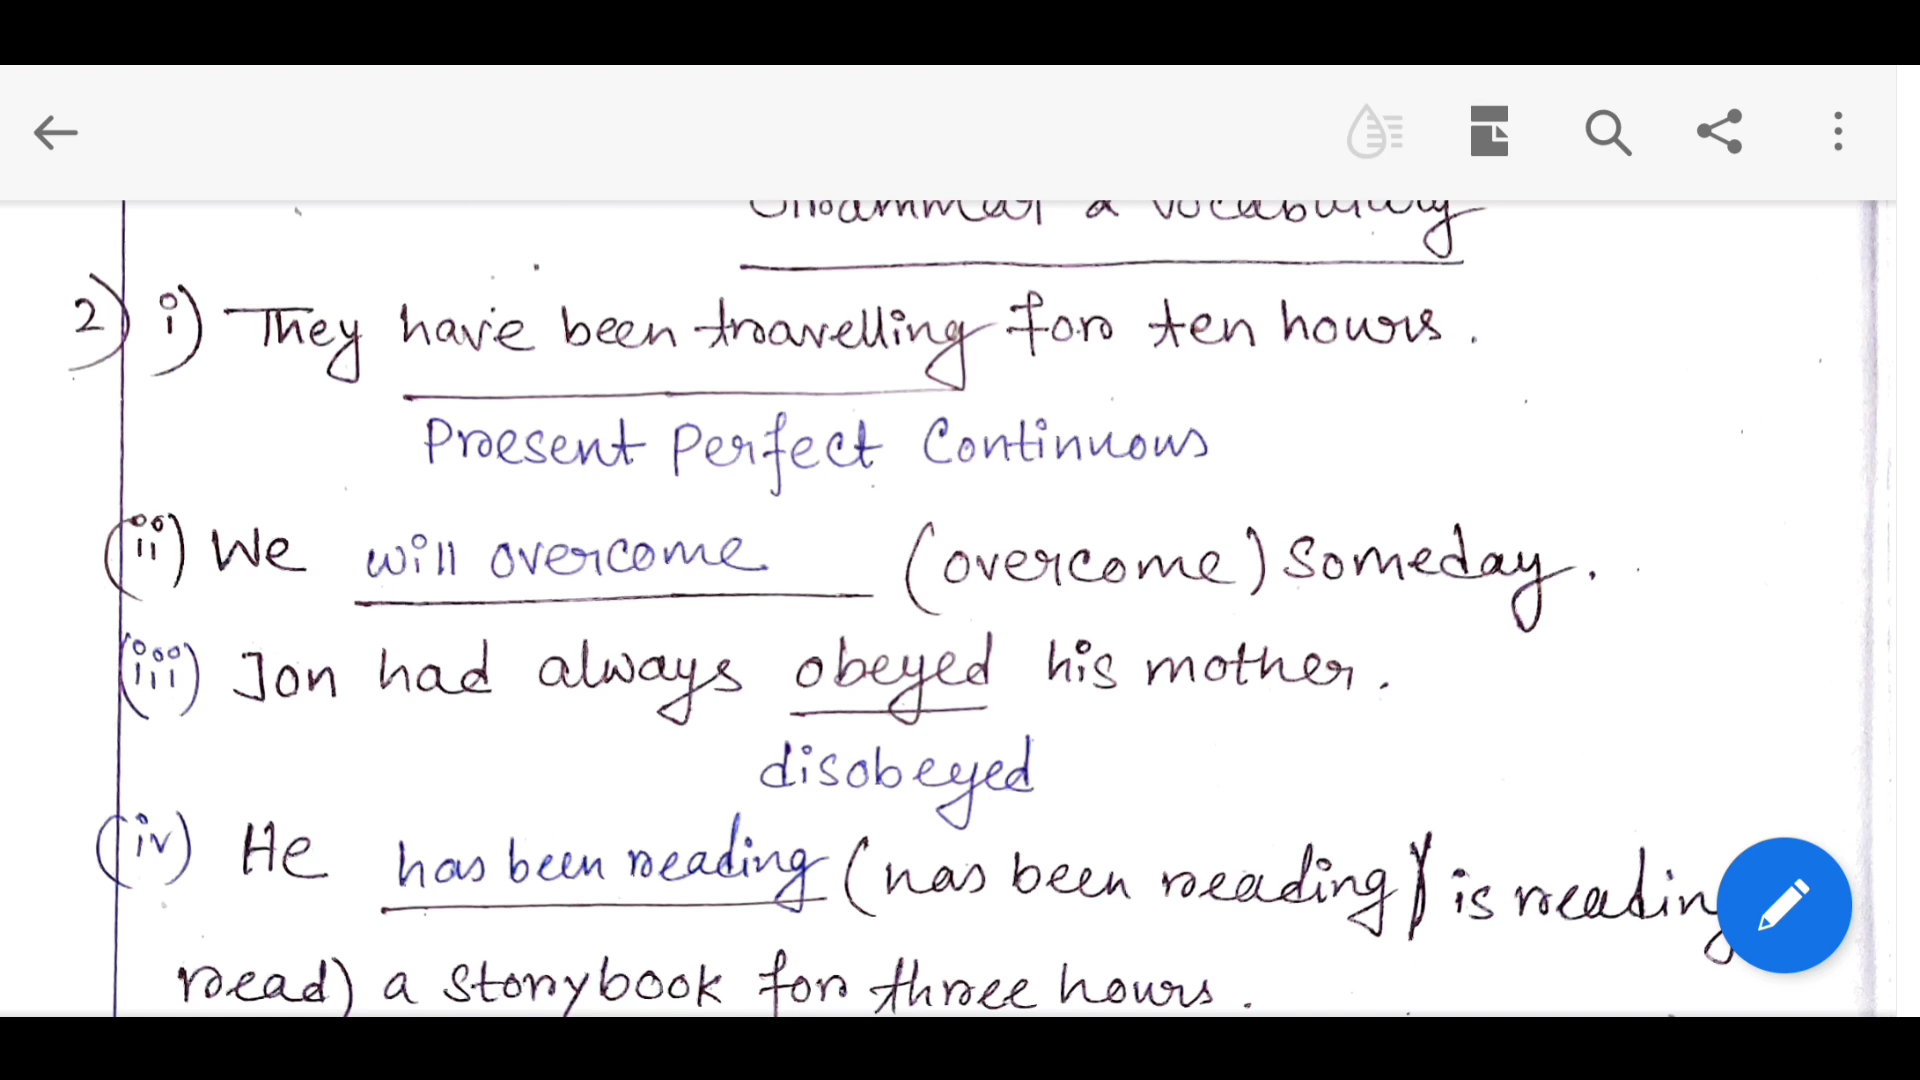 Grammar & Vocabulary
2) i) They have been travelling for ten hours.
Present Perfect Continuous
(ii) We will overcome (overcome) someday.
(iii) Jon had always obeyed his mother.
disobeyed
(iv) He has been reading (has been reading / is reading
read) a storybook for three hours.